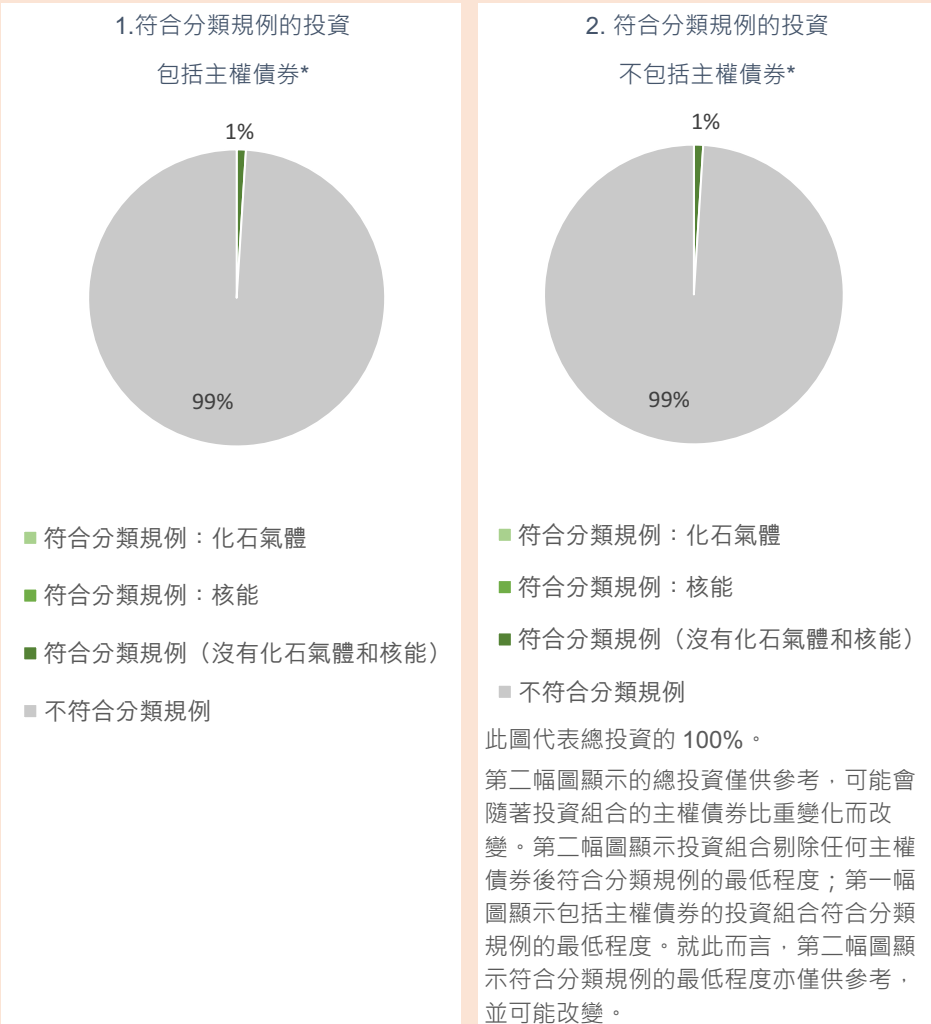 1.符合分類規例的投資
包括主權債券*
1%
99%
符合分類規例：化石氣體
符合分類規例：核能
符合分類規例（沒有化石氣體和核能）
不符合分類規例
2. 符合分類規例的投資
不包括主權債券*
1%
99%
符合分類規例：化石氣體
符合分類規例：核能
符合分類規例（沒有化石氣體和核能）
不符合分類規例
此圖代表總投資的 100%。
第二幅圖顯示的總投資僅供參考，可能會
隨著投資組合的主權債券比重變化而改
變。第二幅圖顯示投資組合剔除任何主權
債券後符合分類規例的最低程度；第一幅
圖顯示包括主權債券的投資組合符合分類
規例的最低程度。就此而言，第二幅圖顯
示符合分類規例的最低程度亦僅供參考，
並可能改變。